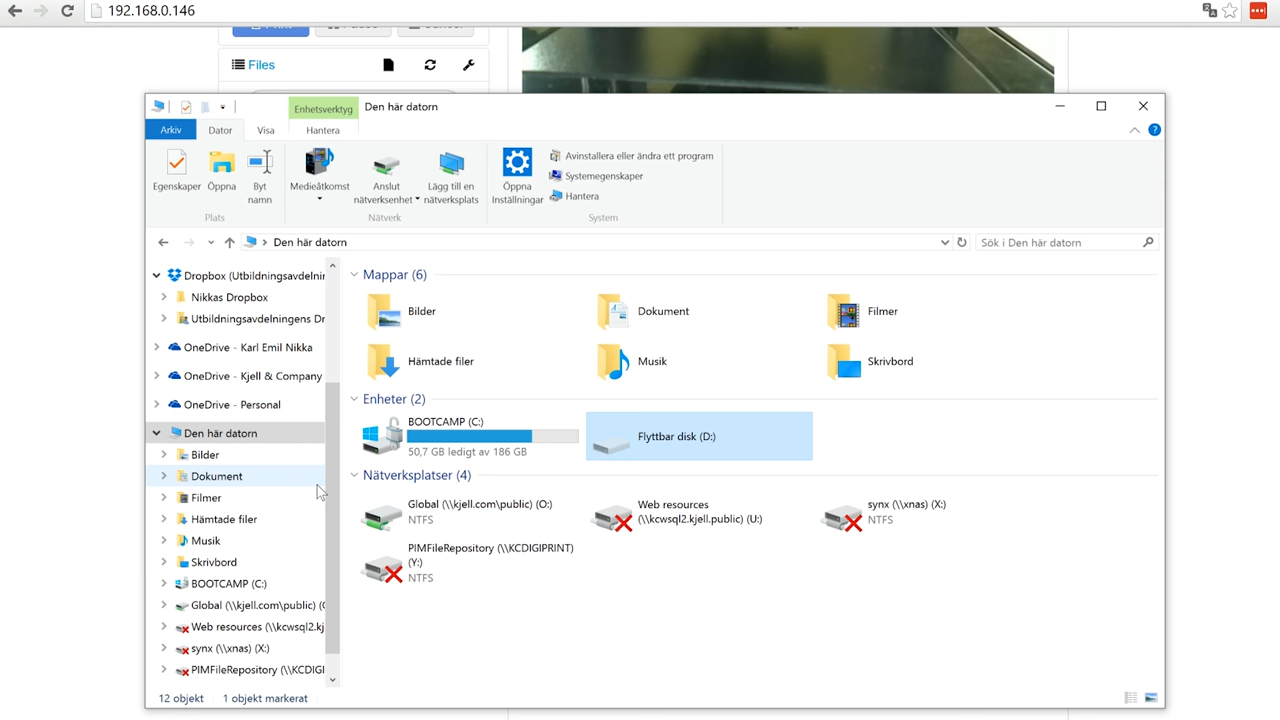 192.168.0.146
Files
Enhetsverktyg
Den här datorn
Arkiv
Dator
Visa
Hantera
Egenskaper
Öppna
Byt namn
Medieåtkomst
Anslut nätverksenhet
Lägg till en nätverksplats
Öppna Inställningar
Avinstallera eller ändra ett program
Systemegenskaper
Hantera
Plats
Nätverk
System
Den här datorn
Sök i Den här datorn
Dropbox (Utbildningsavdelnir
Nikkas Dropbox
Utbildningsavdelningens Dr
OneDrive - Karl Emil Nikka
OneDrive - Kjell & Company
OneDrive - Personal
Den här datorn
Bilder
Dokument
Filmer
Hämtade filer
Musik
Skrivbord
BOOTCAMP (C:)
Global (\\kjell.com\public) (O
Web resources (\\kcwsql2.kj
synx (\\xnas) (X:)
PIMFileRepository (\\KCDIGI
Mappar (6)
Bilder
Dokument
Filmer
Hämtade filer
Musik
Skrivbord
Enheter (2)
BOOTCAMP (C:)
50,7 GB ledigt av 186 GB
Flyttbar disk (D:)
Nätverksplatser (4)
Global (\\kjell.com\public) (O:)
NTFS
Web resources
(\\kcwsql2.kjell.public) (U:)
synx (\\xnas) (X:)
NTFS
PIMFileRepository (\\KCDIGIPRINT)
(Y:)
NTFS
12 objekt
1 objekt markerat